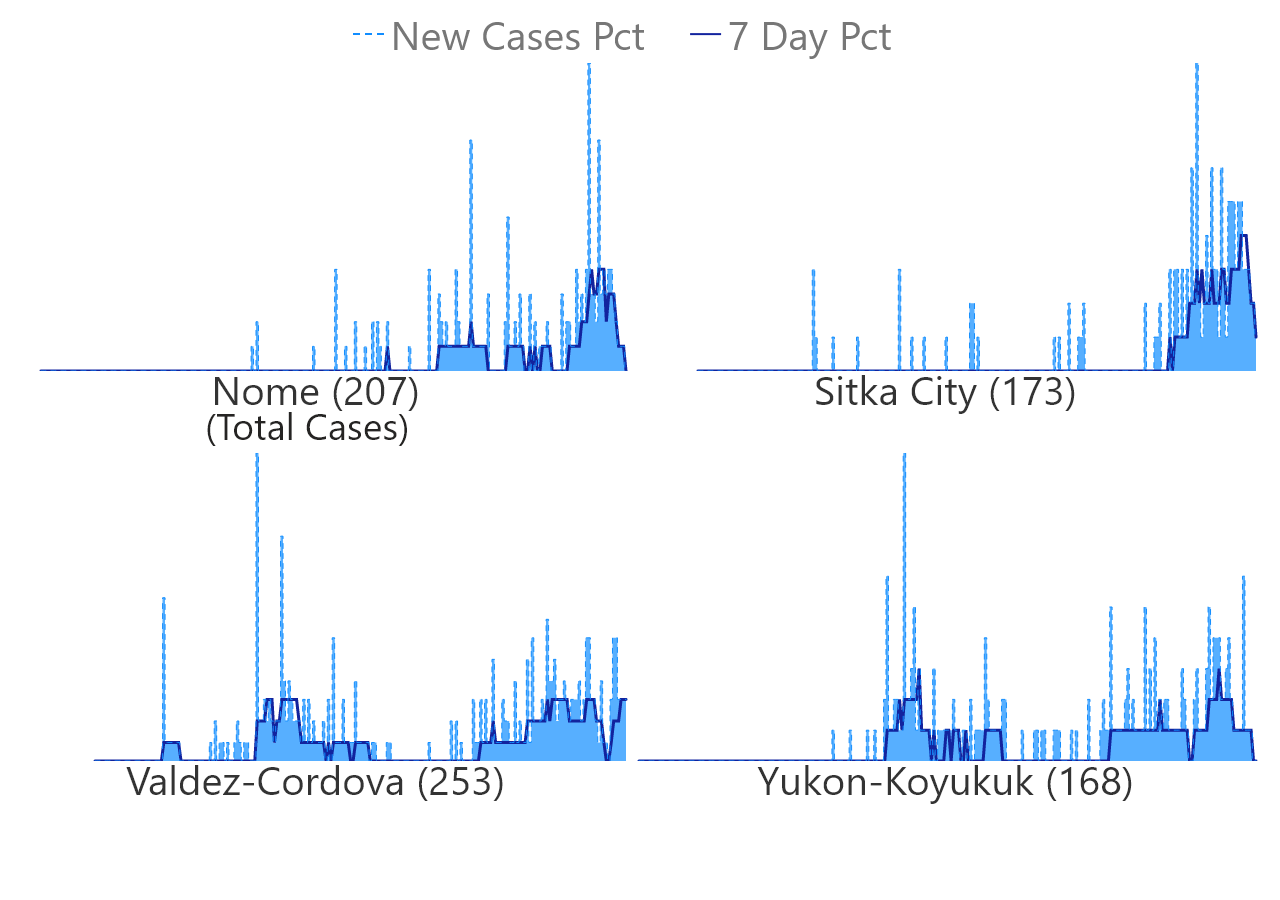 New Cases Pct 7 Day Pct
Nome (207) Sitka City (173)
(Total Cases)
Valdez-Cordova (253) Yukon-Koyukuk (168)